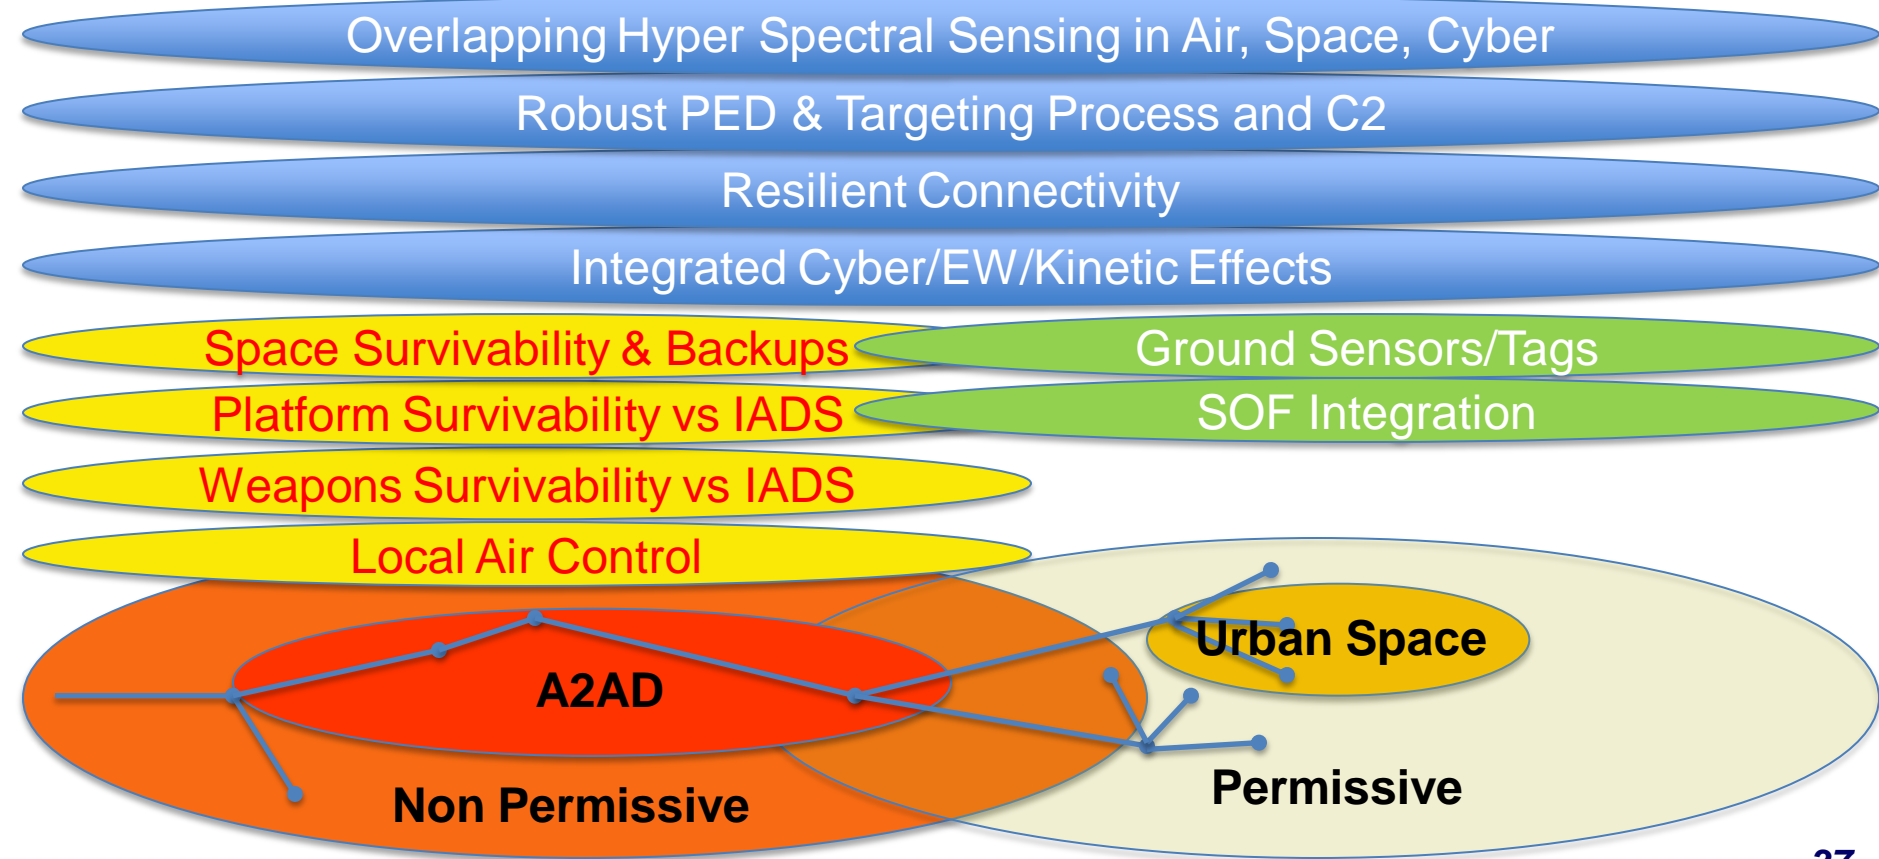 Overlapping Hyper Spectral Sensing in Air, Space, Cyber
Robust PED & Targeting Process and C2
Resilient Connectivity
Integrated Cyber/EW/Kinetic Effects
Space Survivability & Backups
Ground Sensors/Tags
Platform Survivability vs IADS
SOF Integration
Weapons Survivability vs IADS
Local Air Control
Urban Space
A2AD
Permissive
Non Permissive